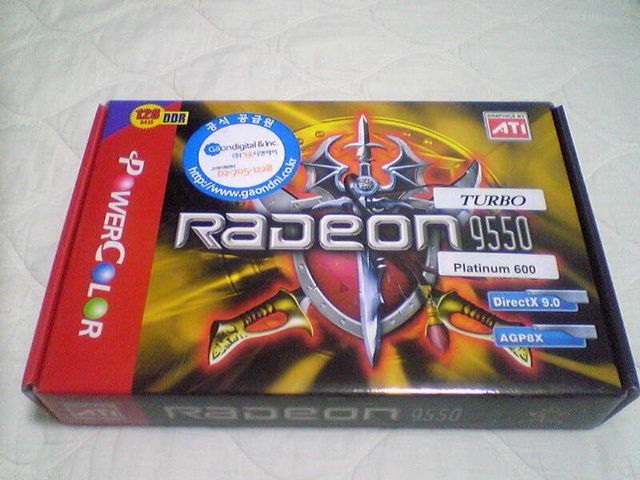 128
MB
DDR
공식 공급원
Gaondigital & Inc.
02-705-1228
http://www.gaondni.co.kr
GRAPHICS BY
ATI
POWERCOLOR
RADEON 9550
TURBO
Platinum 600
DirectX 9.0
AGP8X
ATI
RADEON 9550